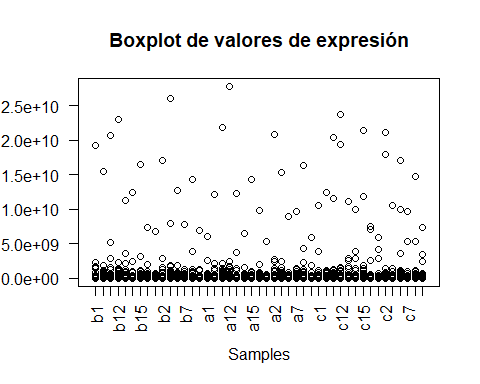 Boxplot de valores de expresión
2.5e+10
2.0e+10
1.5e+10
1.0e+10
5.0e+09
0.0e+00
b1 b12 b15 b2 b7 a1 a12 a15 a2 a7 c1 c12 c15 c2 c7
Samples